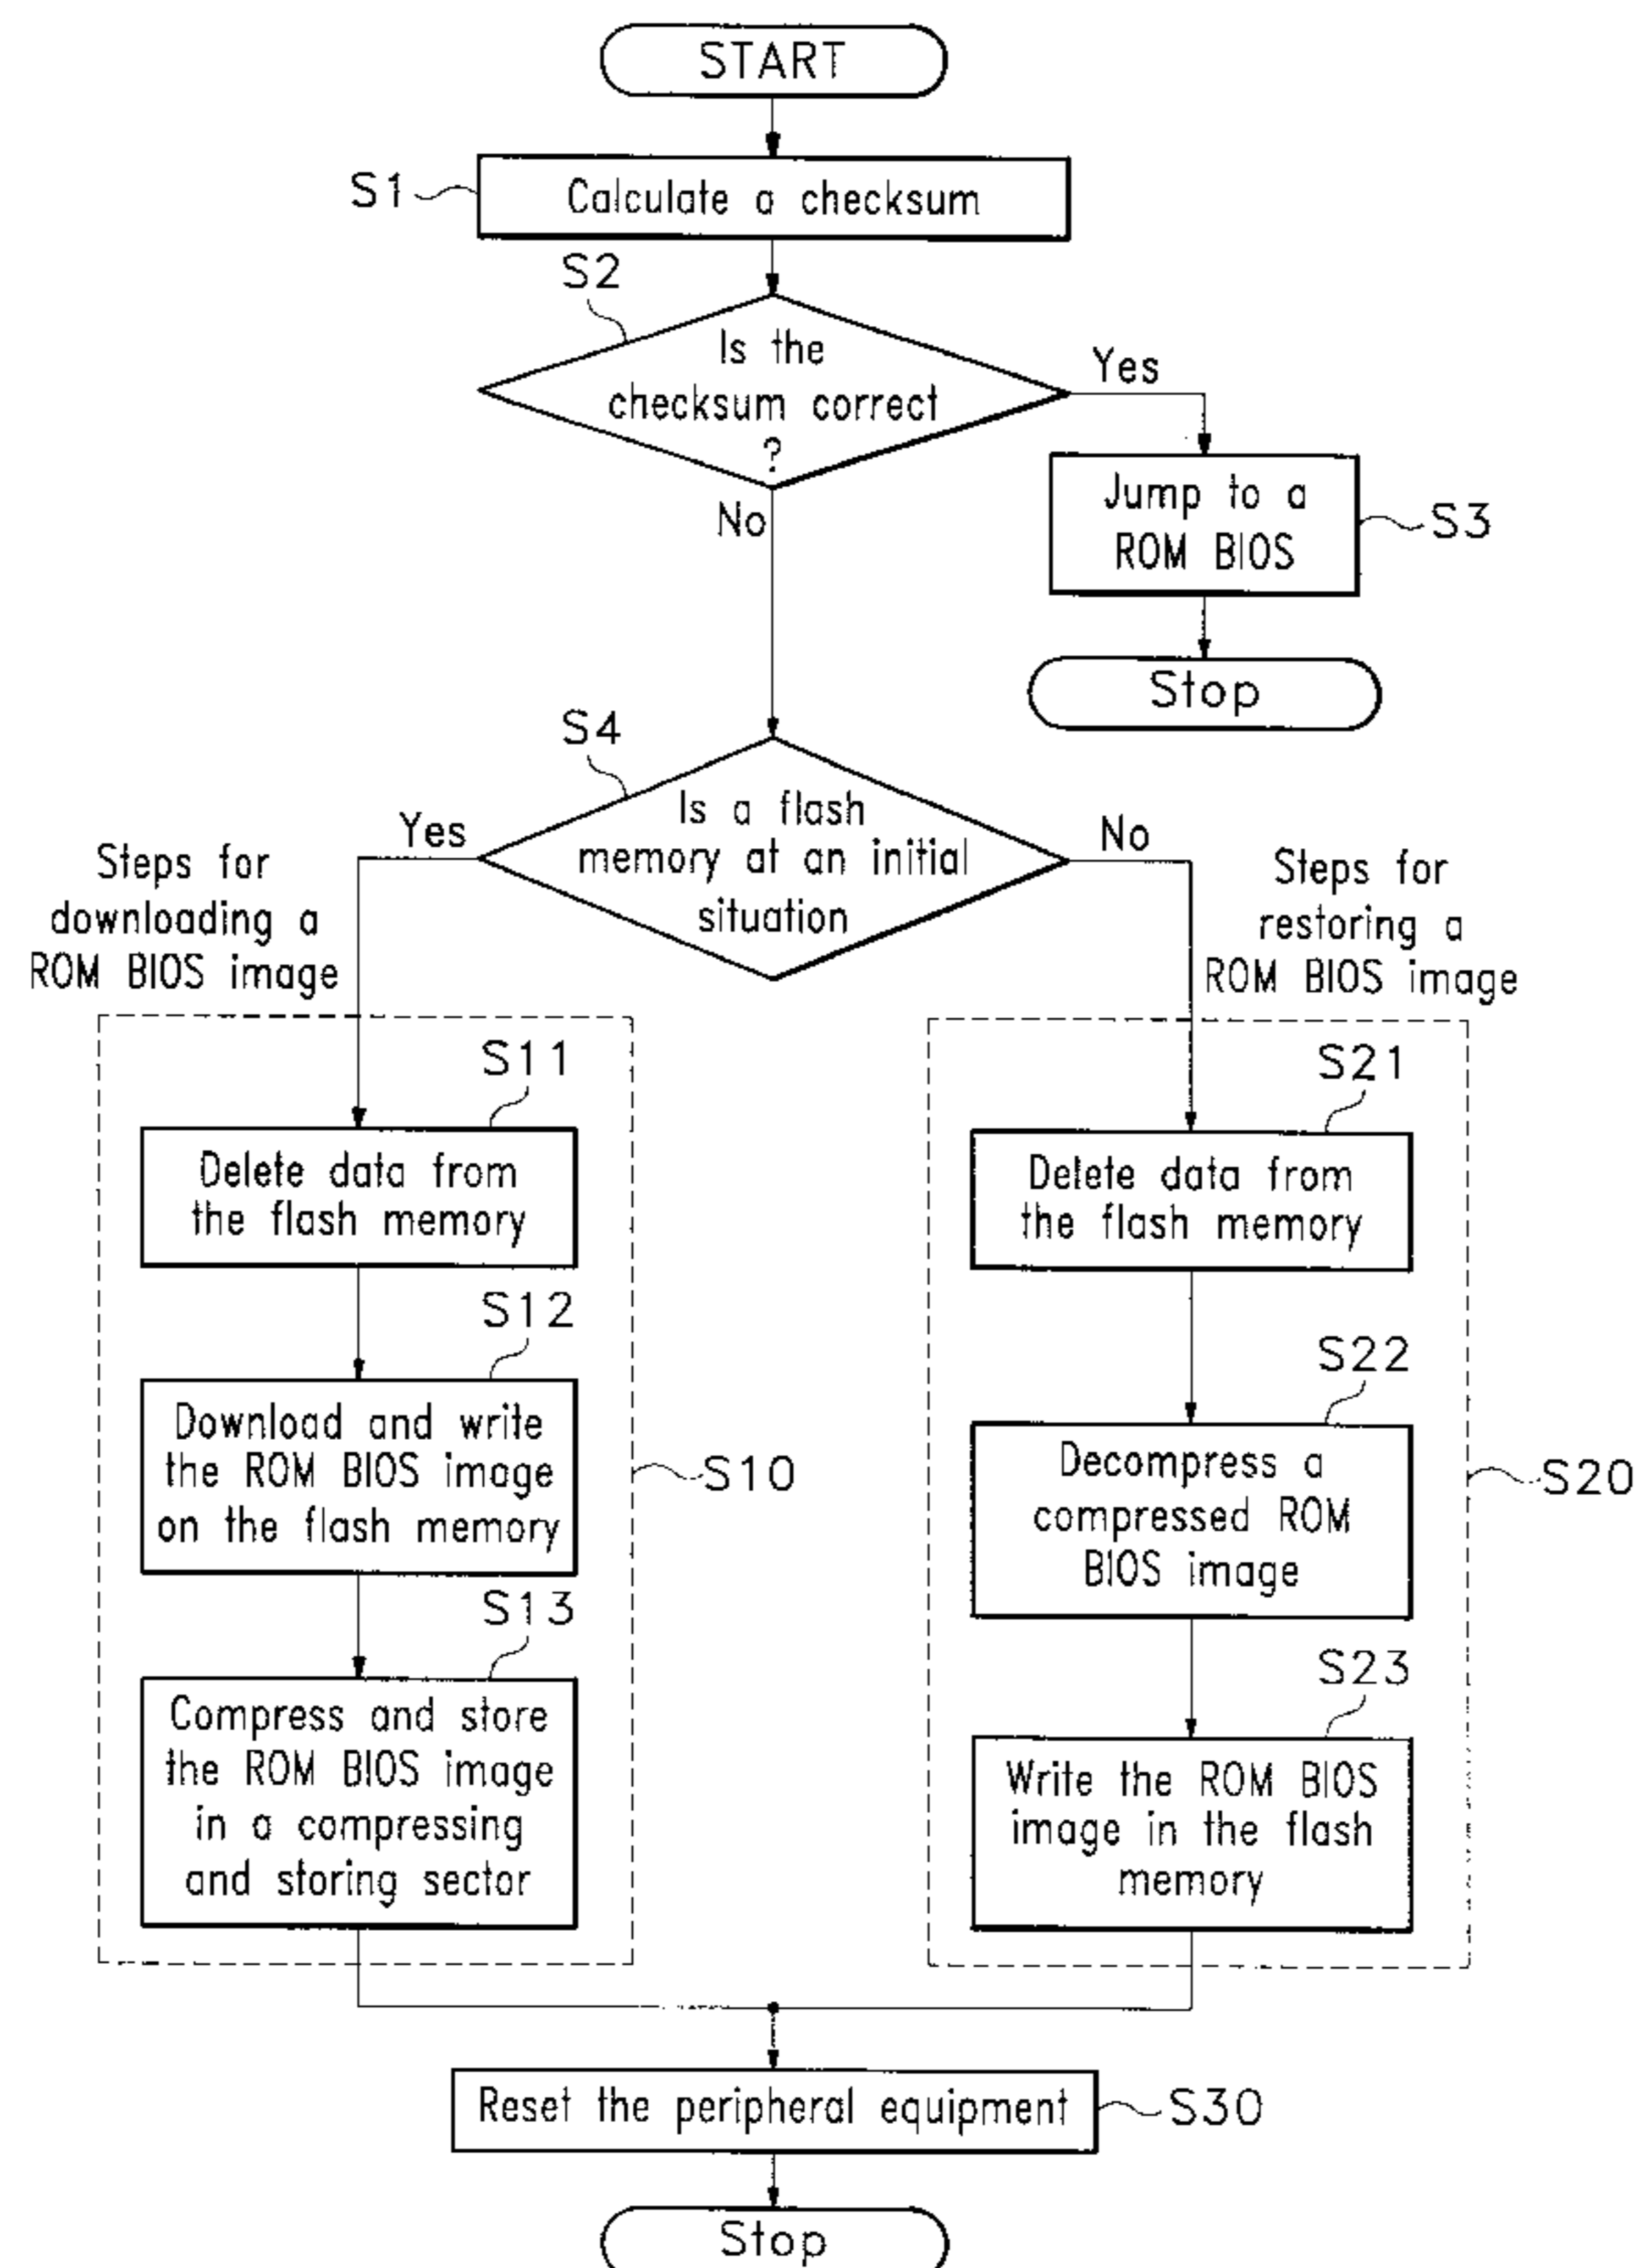 START
S1
Calculate a checksum
S2
Is the
checksum correct
?
Yes
No
Jump to a
ROM BIOS
S3
Stop
S4
Is a flash
memory at an initial
situation
Yes
No
Steps for
downloading a
ROM BIOS image
Steps for
restoring a
ROM BIOS image
S11
Delete data from
the flash memory
S12
Download and write
the ROM BIOS image
on the flash memory
S10
S13
Compress and store
the ROM BIOS image
in a compressing
and storing sector
S21
Delete data from
the flash memory
S22
Decompress a
compressed ROM
BIOS image
S20
S23
Write the ROM BIOS
image in the flash
memory
Reset the peripheral equipment
S30
Stop